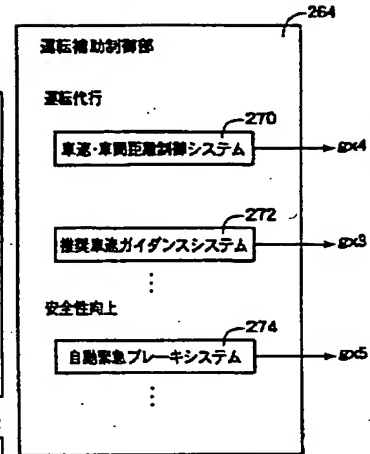 264
運転補助制御部
運転代行
270
車速・車間距離制御システム
gx4
272
推奨車速ガイダンスシステム
gx3
⋮
安全性向上
274
自動緊急ブレーキシステム
gx5
⋮